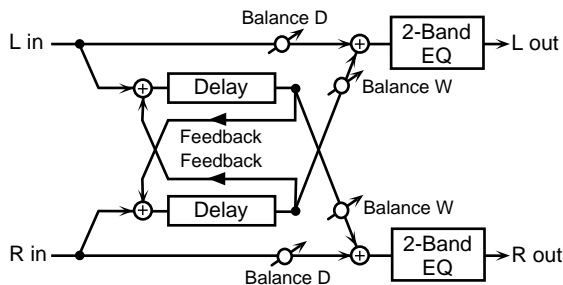 Balance D
L in
2-Band
EQ
L out
Delay
Balance W
Feedback
Feedback
Delay
Balance W
R in
Balance D
2-Band
EQ
R out